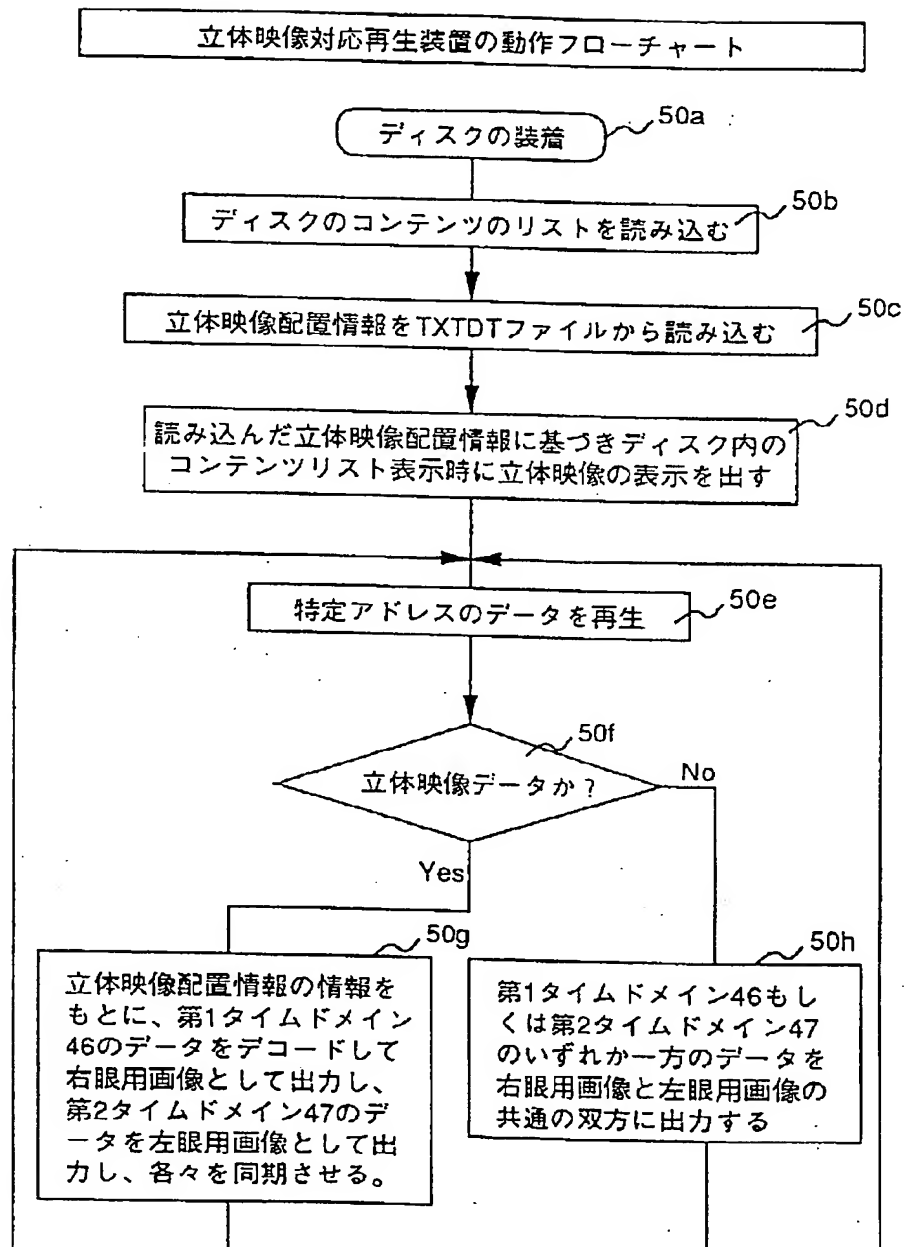 立体映像対応再生装置の動作フローチャート
ディスクの装着
50a
ディスクのコンテンツのリストを読み込む
50b
立体映像配置情報をTXTDTファイルから読み込む
50c
読み込んだ立体映像配置情報に基づきディスク内の
コンテンツリスト表示時に立体映像の表示を出す
50d
特定アドレスのデータを再生
50e
立体映像データか?
50f
No
Yes
50g
立体映像配置情報の情報を
もとに、第1タイムドメイン
46のデータをデコードして
右眼用画像として出力し、
第2タイムドメイン47のデ
ータを左眼用画像として出
力し、各々を同期させる。
50h
第1タイムドメイン46もし
くは第2タイムドメイン47
のいずれか一方のデータを
右眼用画像と左眼用画像の
共通の双方に出力する